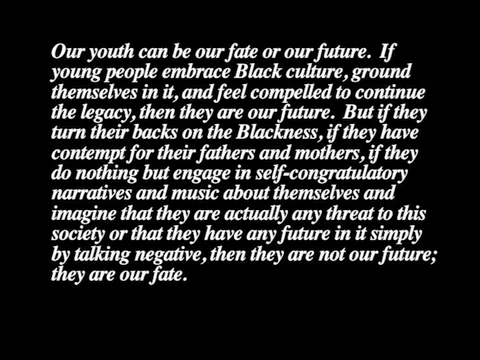 Our youth can be our fate or our future.  If
young people embrace Black culture, ground
themselves in it, and feel compelled to continue
the legacy, then they are our future.  But if they
turn their backs on the Blackness, if they have
contempt for their fathers and mothers, if they
do nothing but engage in self-congratulatory
narratives and music about themselves and
imagine that they are actually any threat to this
society or that they have any future in it simply
by talking negative, then they are not our future;
they are our fate.